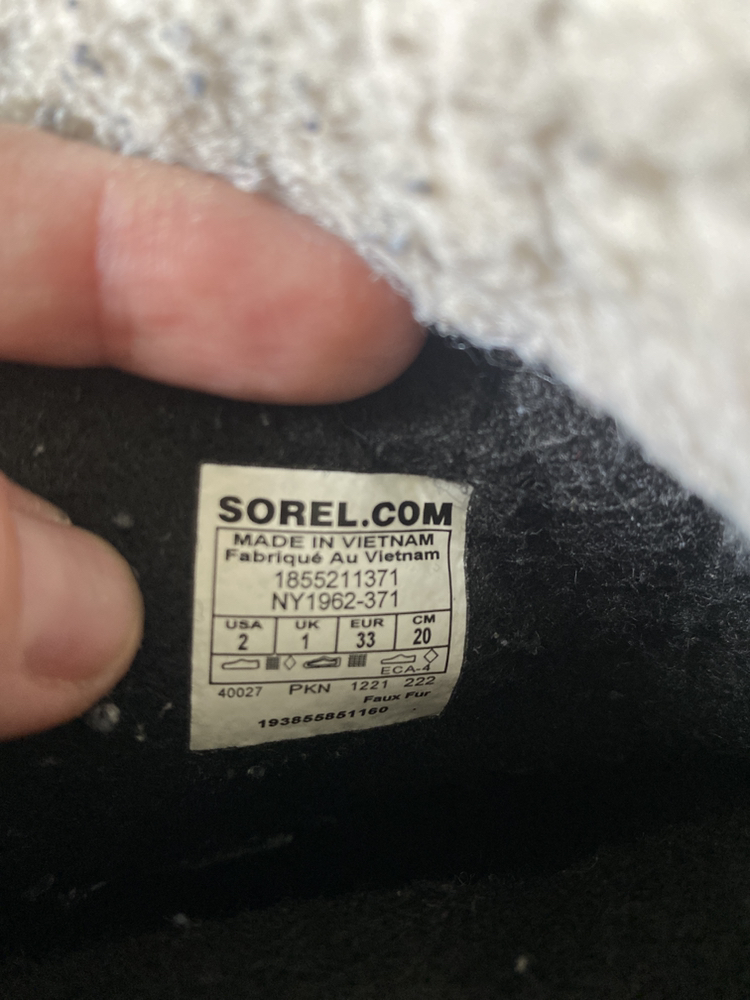 SOREL.COM
MADE IN VIETNAM
Fabriqué Au Vietnam
1855211371
NY1962-371
USA UK EUR CM
2 1 33 20
ECA-4
40027 PKN 1221 222
Faux Fur
193855851160